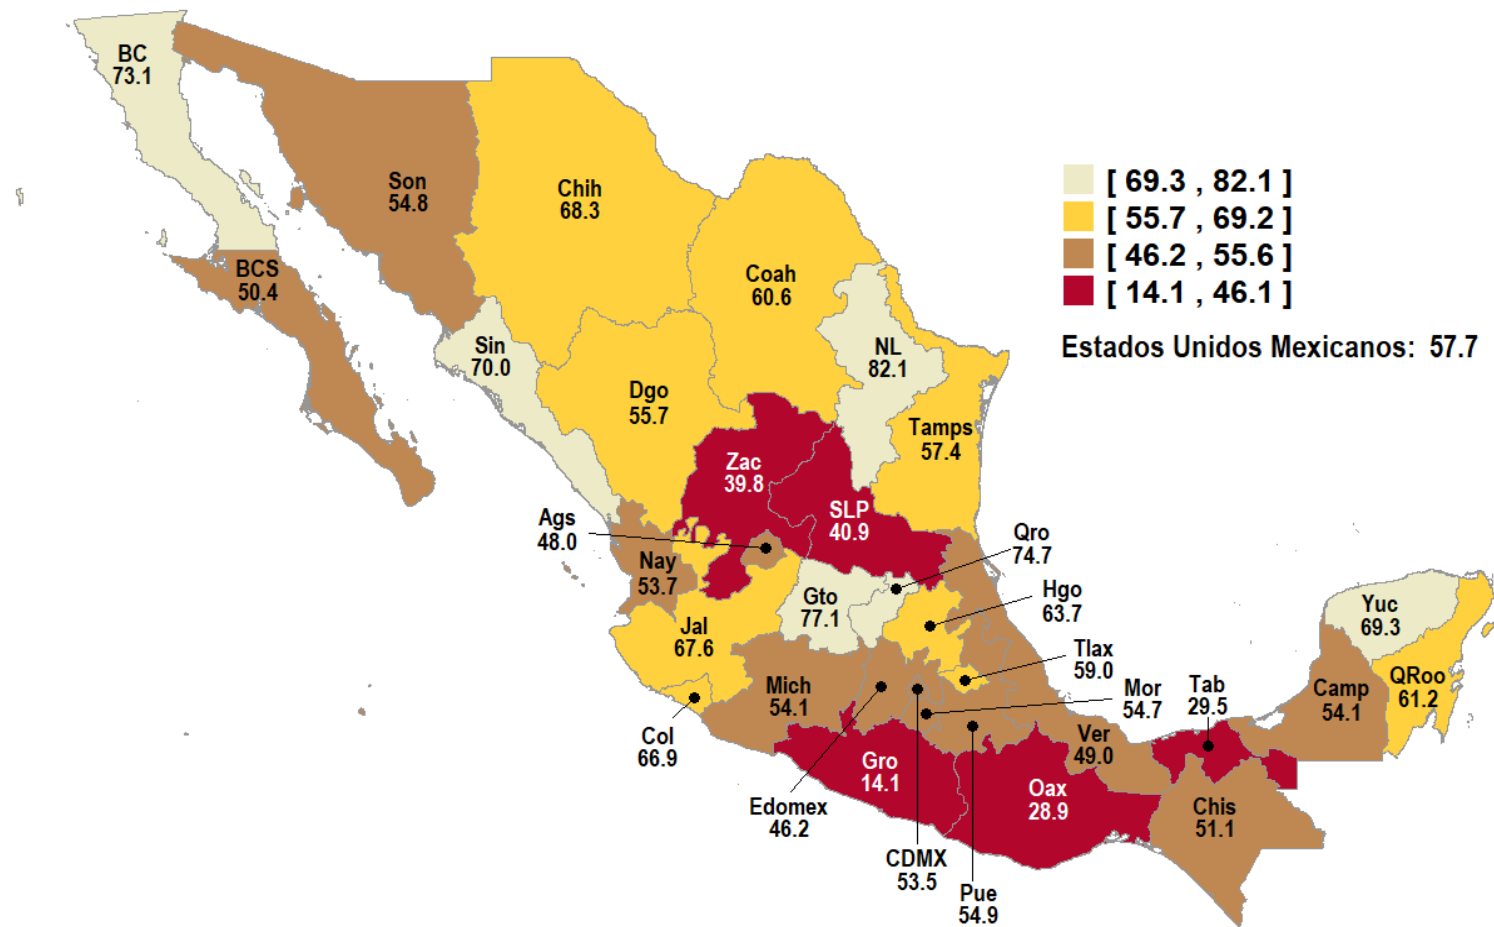 BC
73.1
Son
54.8
Chih
68.3
[ 69.3 , 82.1 ]
[ 55.7 , 69.2 ]
[ 46.2 , 55.6 ]
[ 14.1 , 46.1 ]
Estados Unidos Mexicanos: 57.7
BCS
50.4
Coah
60.6
Sin
70.0
NL
82.1
Dgo
55.7
Tamps
57.4
Zac
39.8
SLP
40.9
Ags
48.0
Qro
74.7
Nay
53.7
Gto
77.1
Hgo
63.7
Yuc
69.3
Jal
67.6
Tlax
59.0
QRoo
61.2
Mich
54.1
Mor
54.7
Tab
29.5
Camp
54.1
Col
66.9
Ver
49.0
Gro
14.1
Oax
28.9
Edomex
46.2
Chis
51.1
CDMX
53.5
Pue
54.9